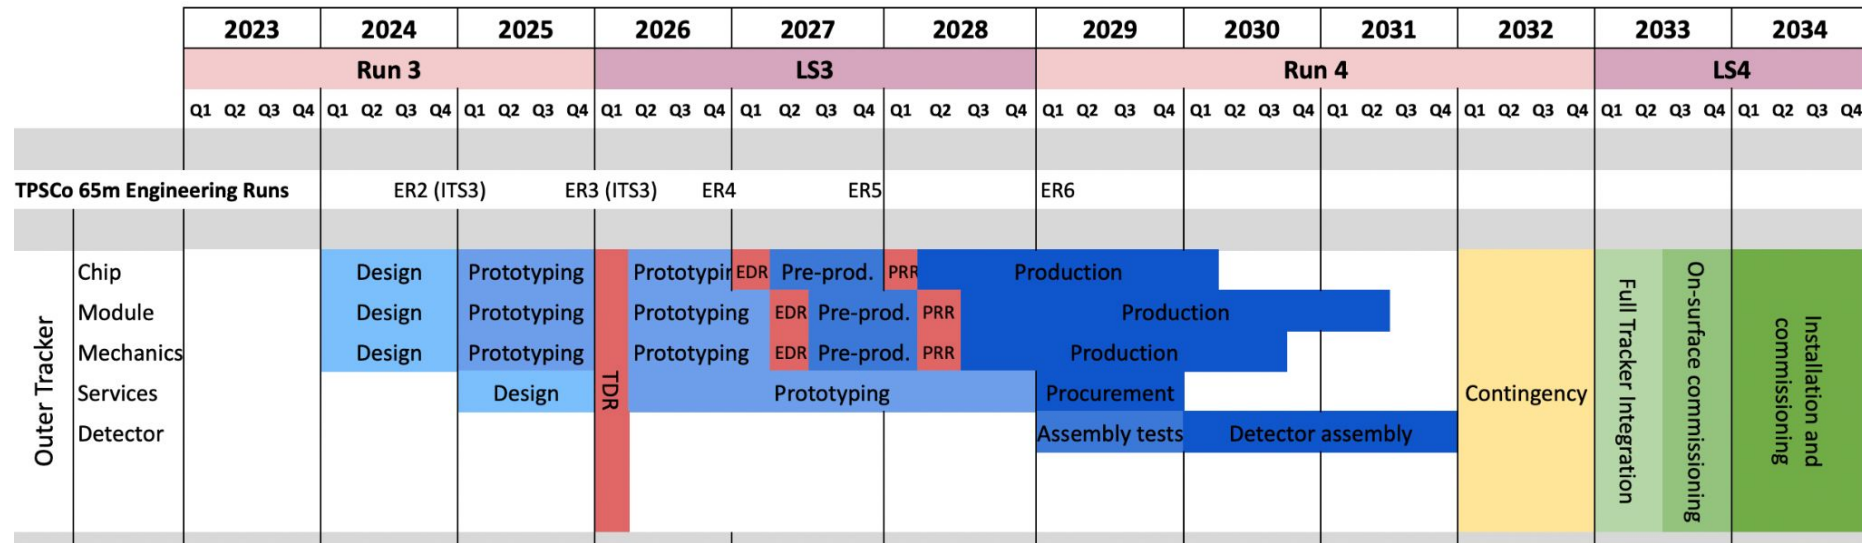 2023 2024 2025 2026 2027 2028 2029 2030 2031 2032 2033 2034
Run 3 LS3 Run 4 LS4
Q1 Q2 Q3 Q4 Q1 Q2 Q3 Q4 Q1 Q2 Q3 Q4 Q1 Q2 Q3 Q4 Q1 Q2 Q3 Q4 Q1 Q2 Q3 Q4 Q1 Q2 Q3 Q4 Q1 Q2 Q3 Q4 Q1 Q2 Q3 Q4 Q1 Q2 Q3 Q4 Q1 Q2 Q3 Q4 Q1 Q2 Q3 Q4
TPSCo 65m Engineering Runs ER2 (ITS3) ER3 (ITS3) ER4 ER5 ER6
Outer Tracker
Chip Design Prototyping Prototypin EDR Pre-prod. PRR Production
Module Design Prototyping Prototyping EDR Pre-prod. PRR Production
Mechanics Design Prototyping Prototyping EDR Pre-prod. PRR Production
Services Design Prototyping Procurement
Detector Assembly tests Detector assembly
TDR
Contingency
Full Tracker Integration
On-surface commissioning
Installation and
commissioning